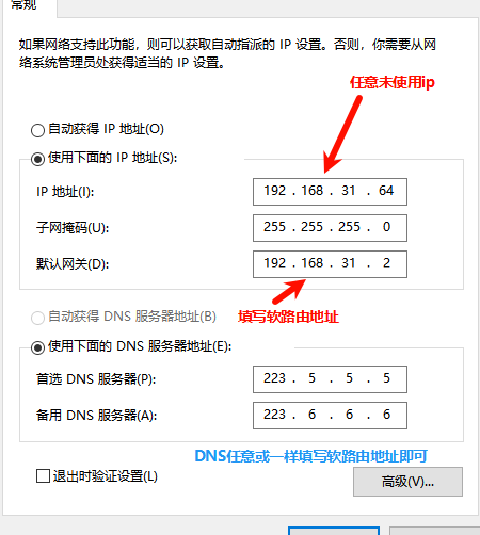 常规
如果网络支持此功能，则可以获取自动指派的 IP 设置。否则，你需要从网
络系统管理员处获得适当的 IP 设置。
任意未使用ip
自动获得 IP 地址(O)
使用下面的 IP 地址(S):
IP 地址(I):
192 . 168 . 31 . 64
子网掩码(U):
255 . 255 . 255 . 0
默认网关(D):
192 . 168 . 31 . 2
自动获得 DNS 服务器地址(B)
填写软路由地址
使用下面的 DNS 服务器地址(E):
首选 DNS 服务器(P):
223 . 5 . 5 . 5
备用 DNS 服务器(A):
223 . 6 . 6 . 6
DNS任意或一样填写软路由地址即可
退出时验证设置(L)
高级(V)...